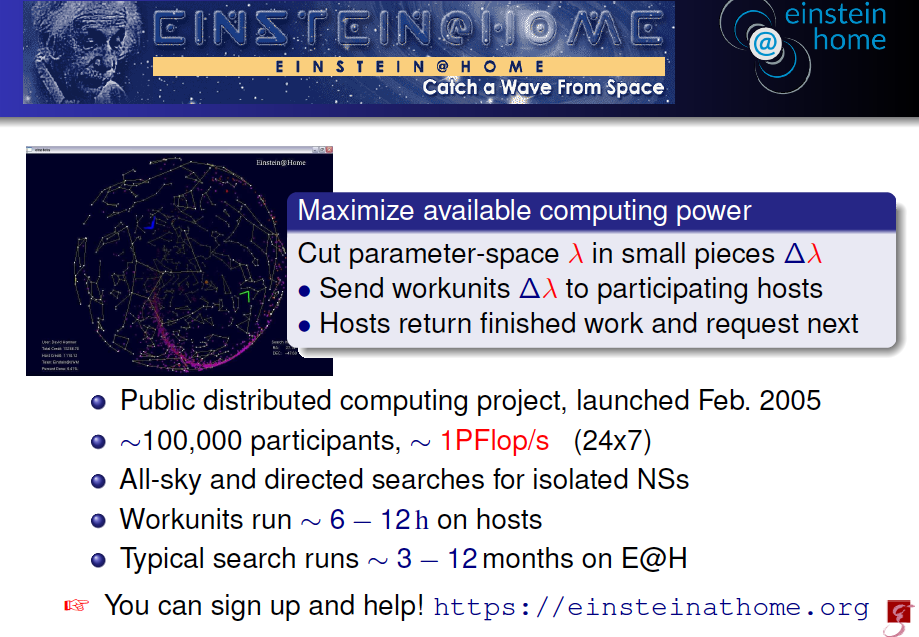 EINSTEIN@HOME
EINSTEIN@HOME
Catch a Wave From Space
einstein
@
home
Einstein@Home
Maximize available computing power
Cut parameter-space λ in small pieces Δλ
• Send workunits Δλ to participating hosts
• Hosts return finished work and request next
Public distributed computing project, launched Feb. 2005
∼100,000 participants, ∼ 1PFlop/s (24x7)
All-sky and directed searches for isolated NSs
Workunits run ∼ 6 − 12 h on hosts
Typical search runs ∼ 3 − 12 months on E@H
☞ You can sign up and help! https://einsteinathome.org